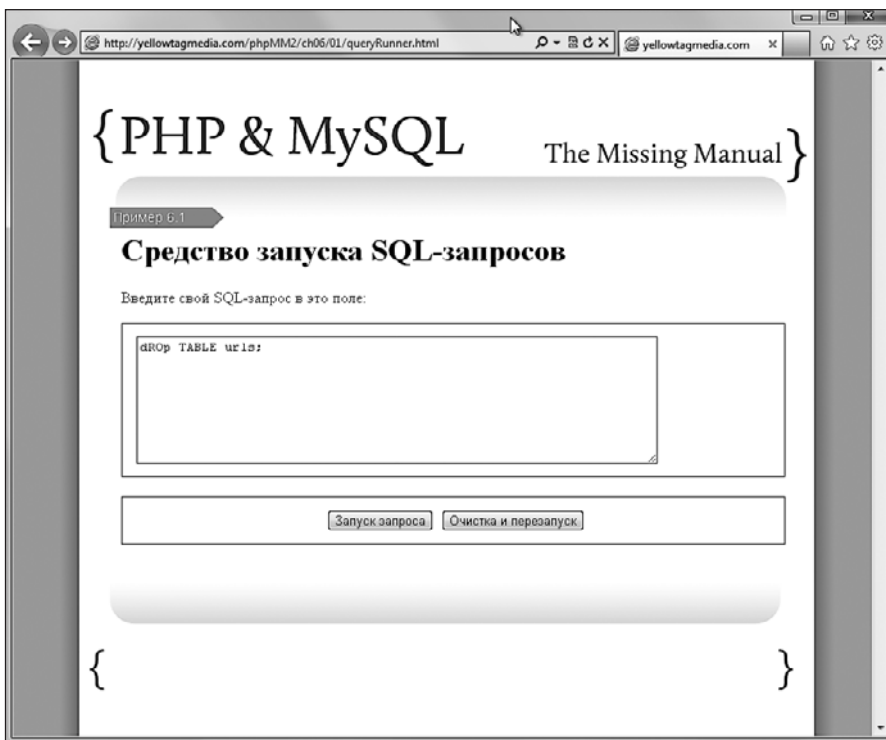 http://yellowtagmedia.com/phpMM2/ch06/01/queryRunner.html
yellowtagmedia.com
{PHP & MySQL
The Missing Manual}
Пример 6.1
Средство запуска SQL-запросов
Введите свой SQL-запрос в это поле:
dROp TABLE urls;
Запуск запроса
Очистка и перезапуск
{ }